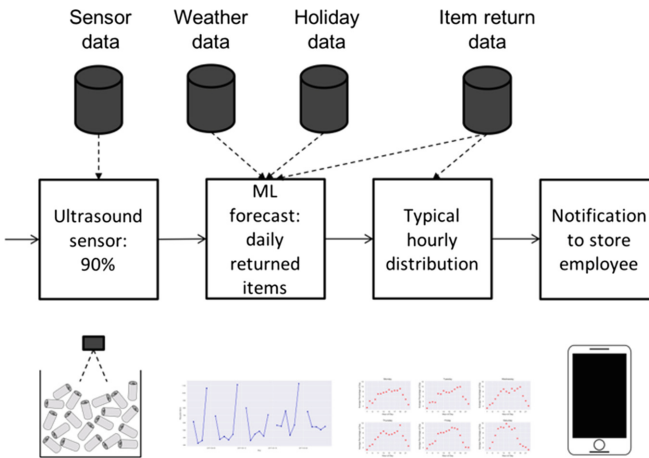 Sensor
data
Weather
data
Holiday
data
Item return
data
Ultrasound
sensor:
90%
ML
forecast:
daily
returned
items
Typical
hourly
distribution
Notification
to store
employee